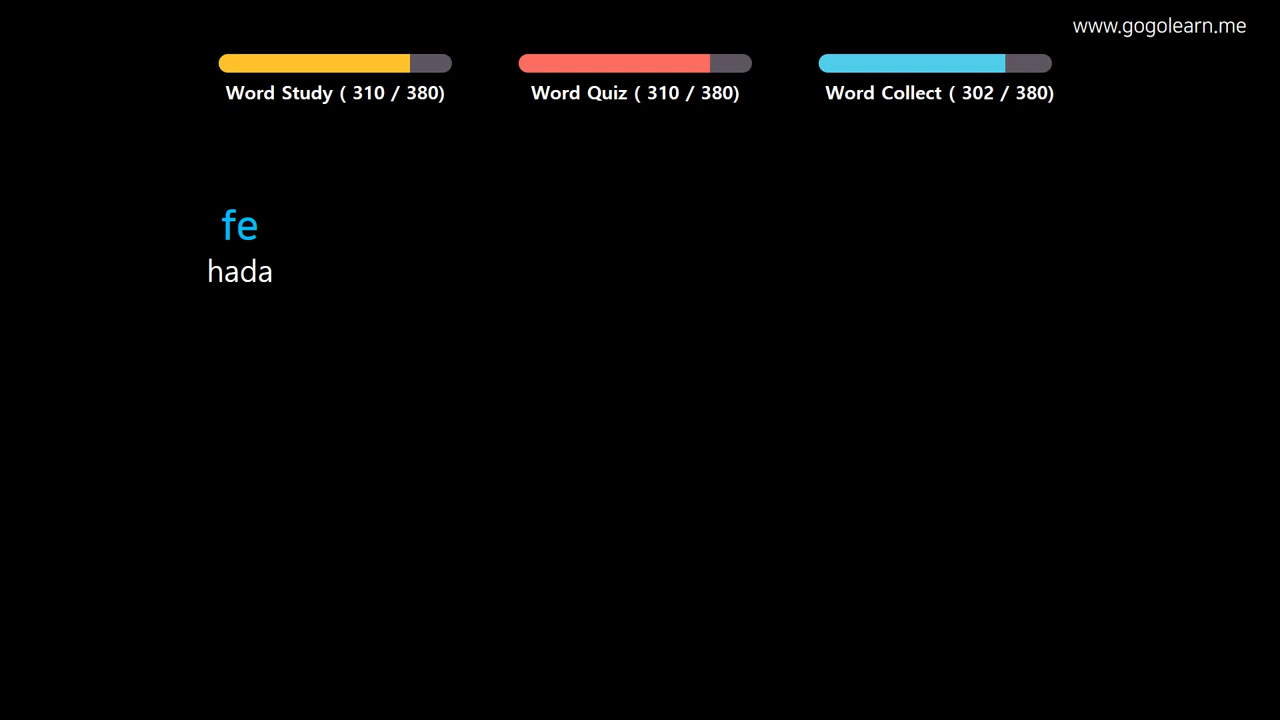 www.gogolearn.me
Word Study ( 310 / 380)
Word Quiz ( 310 / 380)
Word Collect ( 302 / 380)
fe
hada